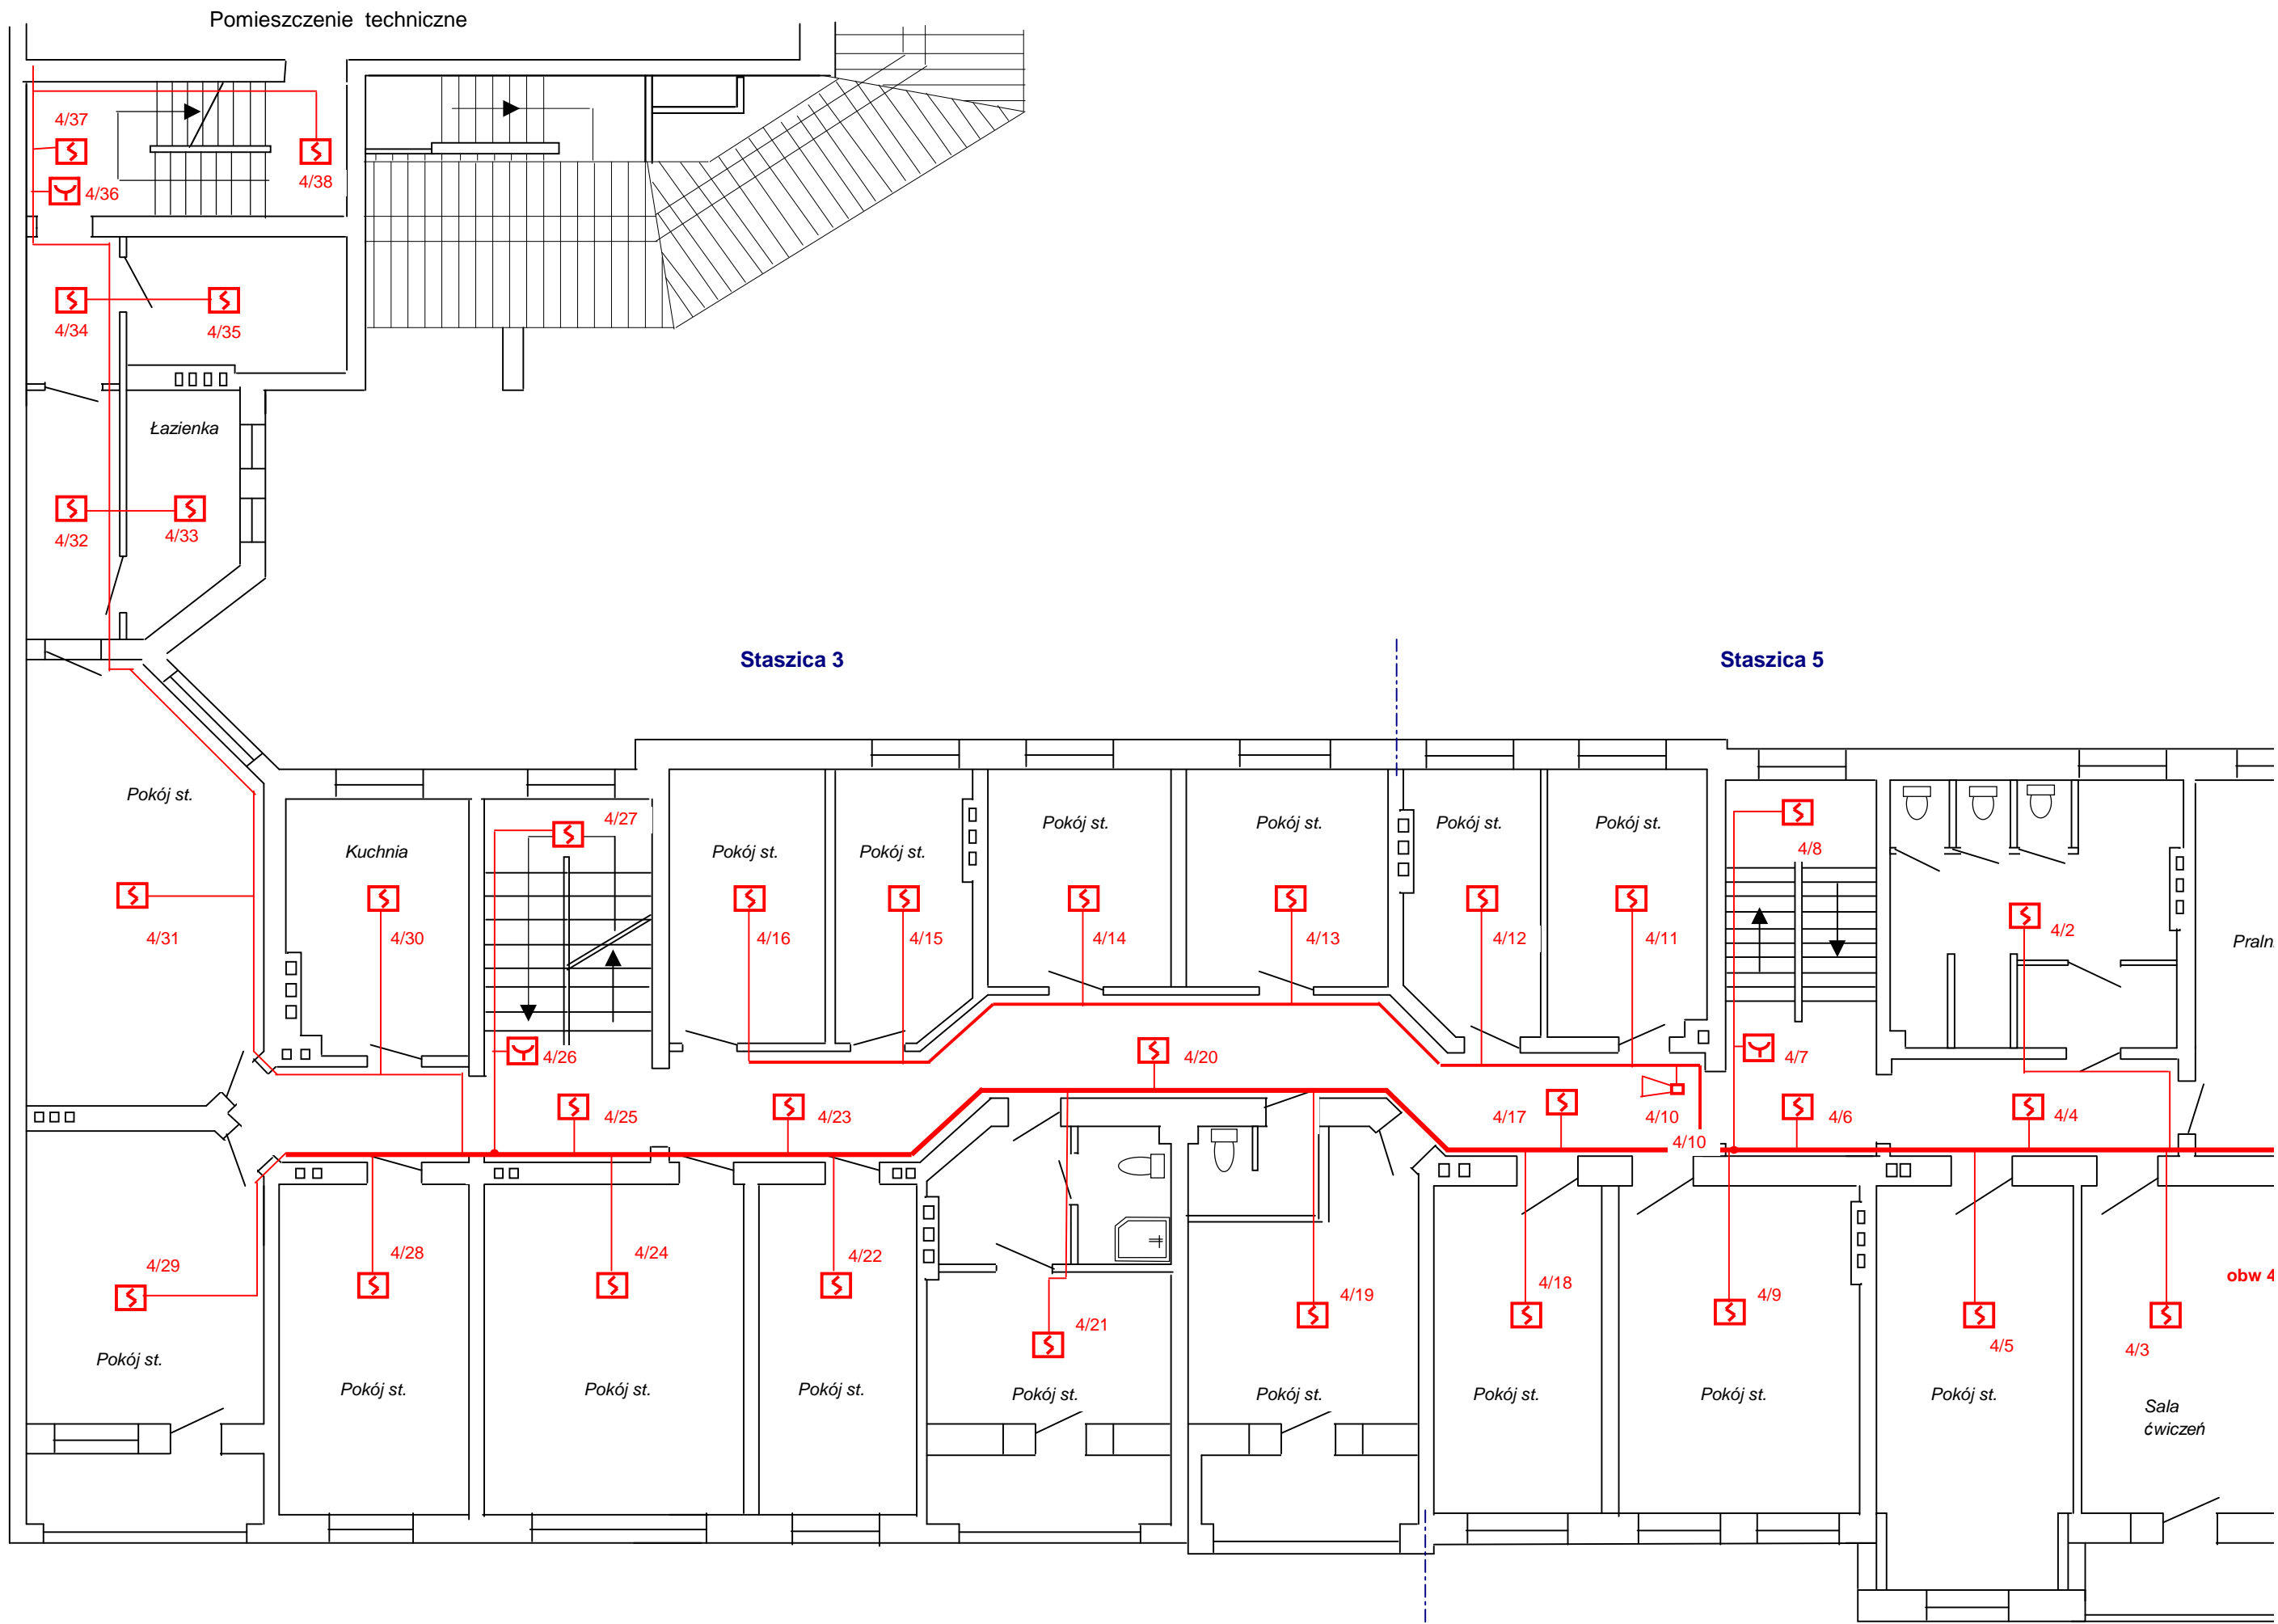 Pomieszczenie techniczne
4/37
4/36
4/38
4/34
4/35
Łazienka
4/32
4/33
Staszica 3
Staszica 5
Pokój st.
Kuchnia
4/27
Pokój st.
Pokój st.
Pokój st.
Pokój st.
Pokój st.
Pokój st.
4/8
4/31
4/30
4/16
4/15
4/14
4/13
4/12
4/11
4/2
Praln
4/26
4/20
4/7
4/25
4/23
4/17
4/10
4/10
4/6
4/4
4/29
4/28
4/24
4/22
4/21
4/19
4/18
4/9
4/5
4/3
obw 4
Pokój st.
Pokój st.
Pokój st.
Pokój st.
Pokój st.
Pokój st.
Pokój st.
Pokój st.
Pokój st.
Sala
ćwiczeń